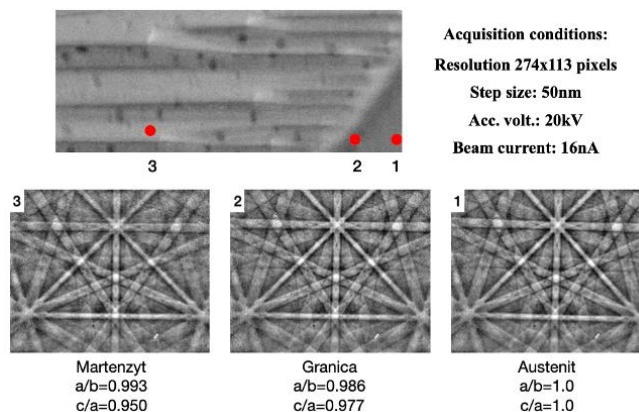 Acquisition conditions:
Resolution 274x113 pixels
Step size: 50nm
Acc. volt.: 20kV
Beam current: 16nA
3
2
1
3
2
1
Martenzyt
a/b=0.993
c/a=0.950
Granica
a/b=0.986
c/a=0.977
Austenit
a/b=1.0
c/a=1.0